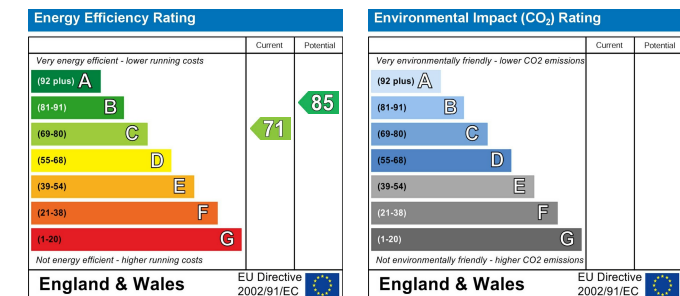 Energy Efficiency Rating
Current Potential
Very energy efficient - lower running costs
(92 plus) A
(81-91) B
85
(69-80) C
71
(55-68) D
(39-54) E
(21-38) F
(1-20) G
Not energy efficient - higher running costs
England & Wales
EU Directive
2002/91/EC
Environmental Impact (CO₂) Rating
Current Potential
Very environmentally friendly - lower CO2 emissions
(92 plus) A
(81-91) B
(69-80) C
(55-68) D
(39-54) E
(21-38) F
(1-20) G
Not environmentally friendly - higher CO2 emissions
England & Wales
EU Directive
2002/91/EC